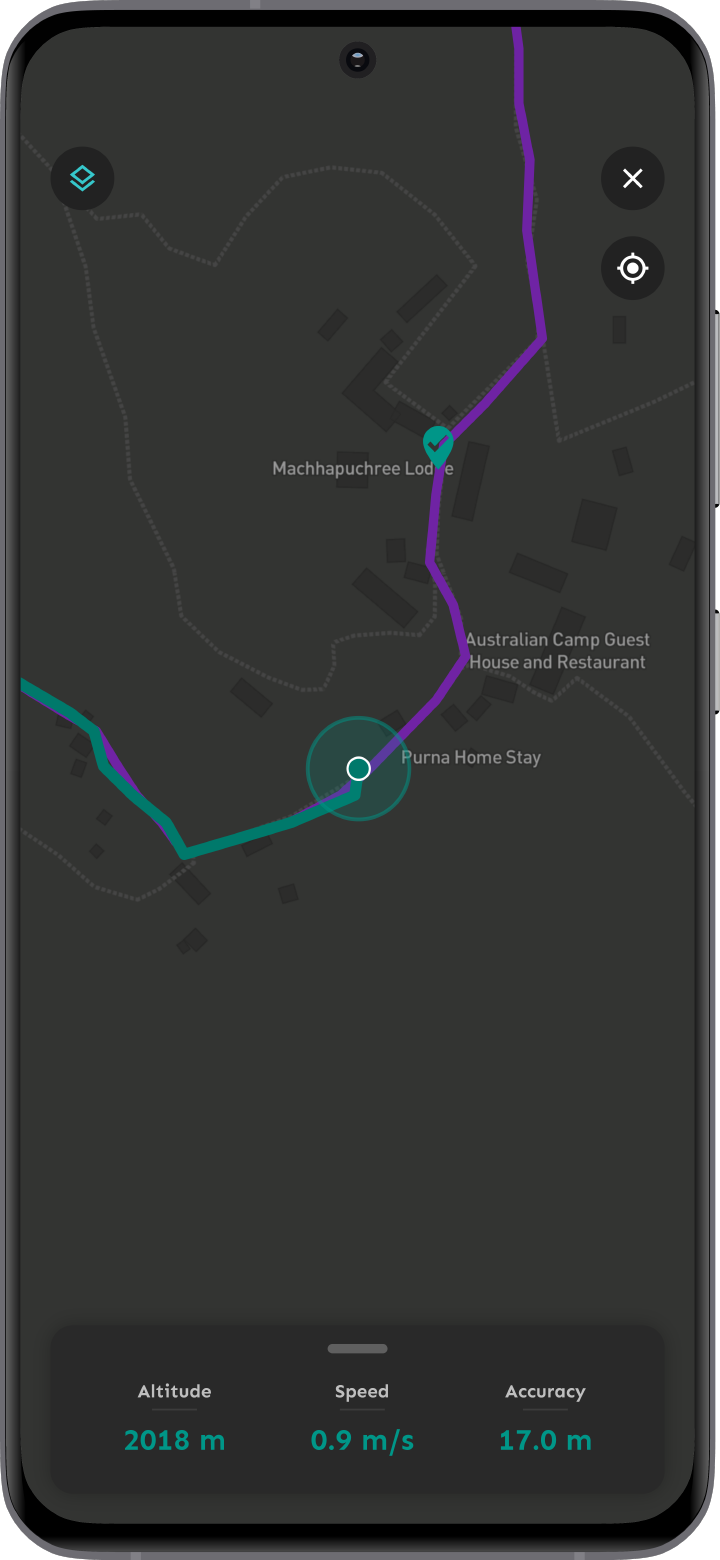 Machhapuchree Lodge
Australian Camp Guest
House and Restaurant
Purna Home Stay
Altitude
Speed
Accuracy
2018 m
0.9 m/s
17.0 m